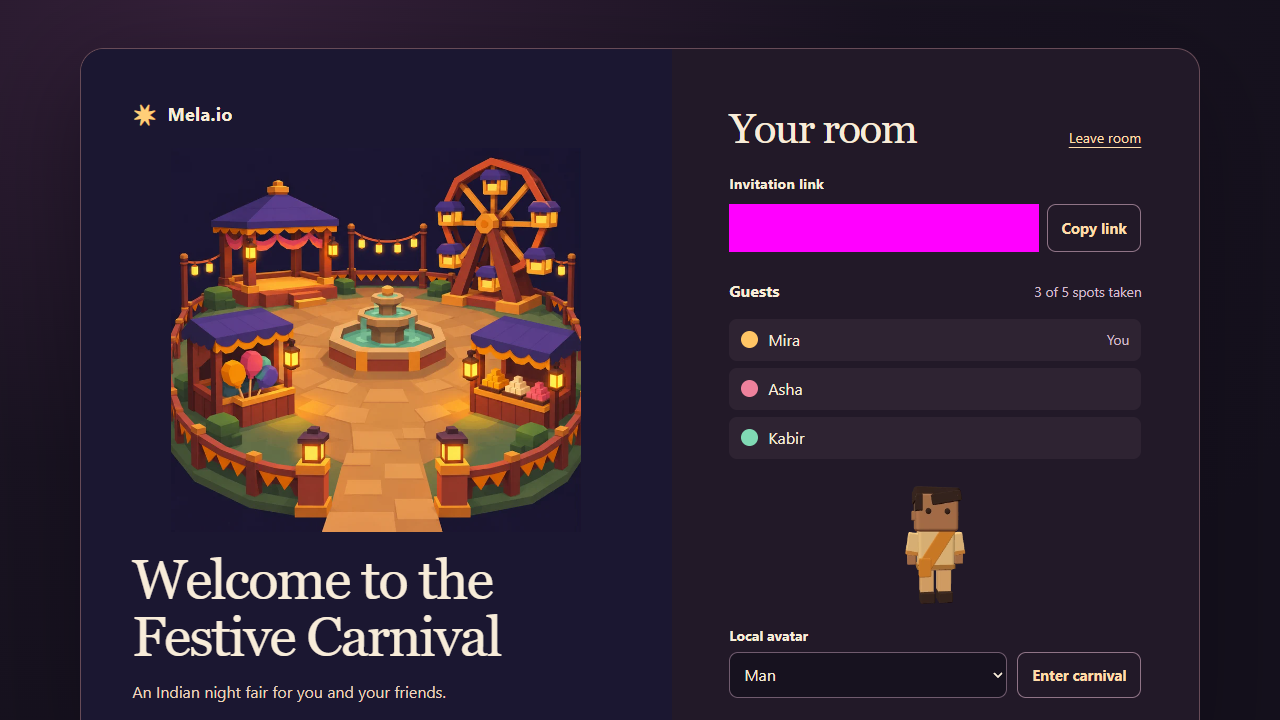 Mela.io
Welcome to the
Festive Carnival
An Indian night fair for you and your friends.
Your room
Leave room
Invitation link
Copy link
Guests
3 of 5 spots taken
Mira
You
Asha
Kabir
Local avatar
Man
Enter carnival